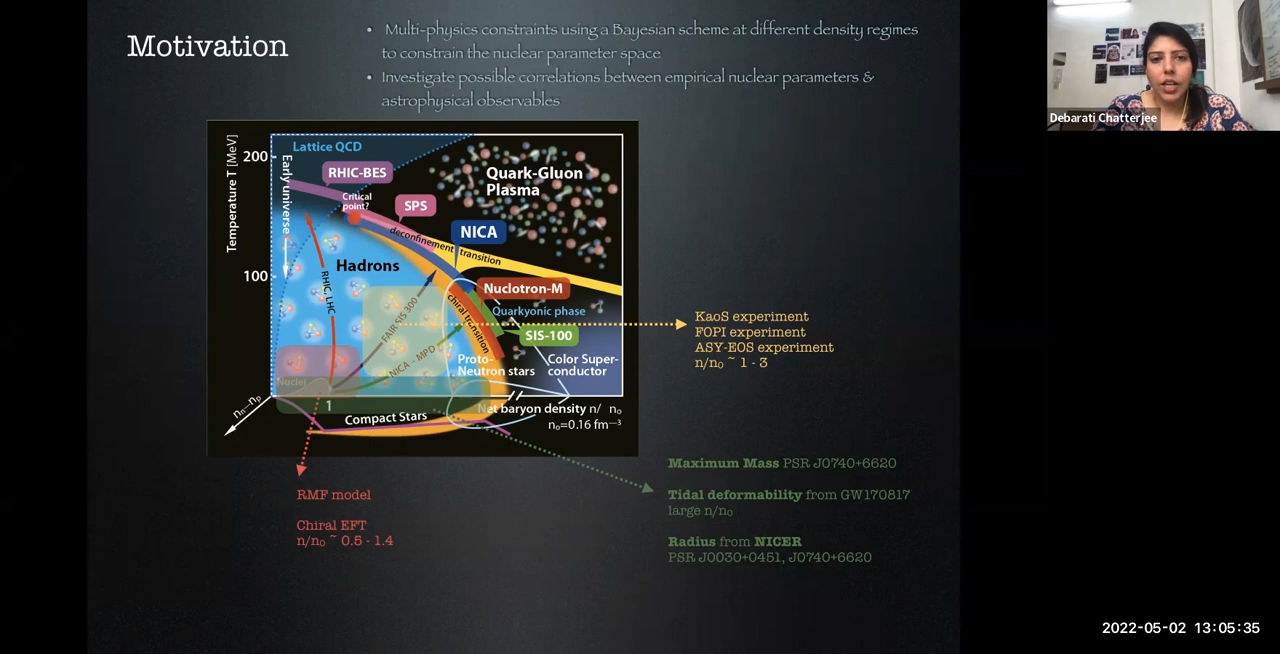 Motivation
• Multi-physics constraints using a Bayesian scheme at different density regimes
to constrain the nuclear parameter space
• Investigate possible correlations between empirical nuclear parameters &
astrophysical observables
Debarati Chatterjee
Temperature T [MeV]
200
100
Early universe
Lattice QCD
RHIC-BES
Critical
point?
SPS
Quark-Gluon
Plasma
NICA
deconfinement transition
Hadrons
RHIC, LHC
Nuclotron-M
chiral transition
Quarkyonic phase
FAIR SIS 300
SIS-100
NICA - MPD
Proto-
Neutron stars
Color Super-
conductor
Nuclei
1
Net baryon density n/ n₀
n₀=0.16 fm⁻³
nₙ–nₚ
Compact Stars
KaoS experiment
FOPI experiment
ASY-EOS experiment
n/n₀ ~ 1 - 3
RMF model
Chiral EFT
n/n₀ ~ 0.5 - 1.4
Maximum Mass PSR J0740+6620
Tidal deformability from GW170817
large n/n₀
Radius from NICER
PSR J0030+0451, J0740+6620
2022-05-02 13:05:35